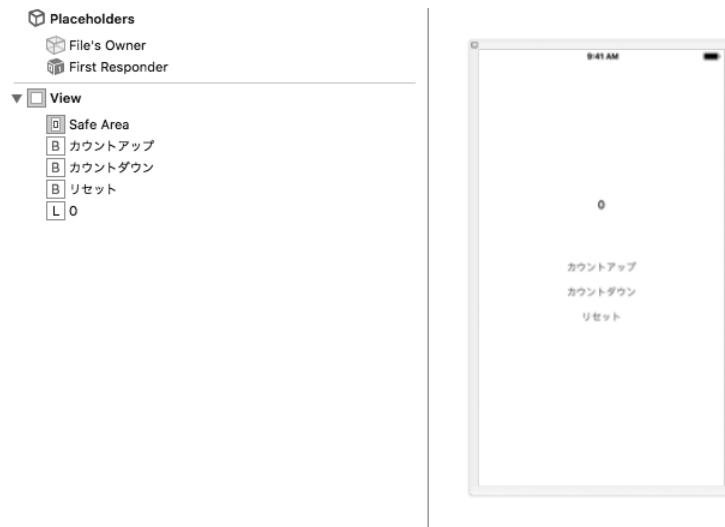 Placeholders
File's Owner
First Responder
View
Safe Area
B カウントアップ
B カウントダウン
B リセット
L 0
9:41 AM
0
カウントアップ
カウントダウン
リセット